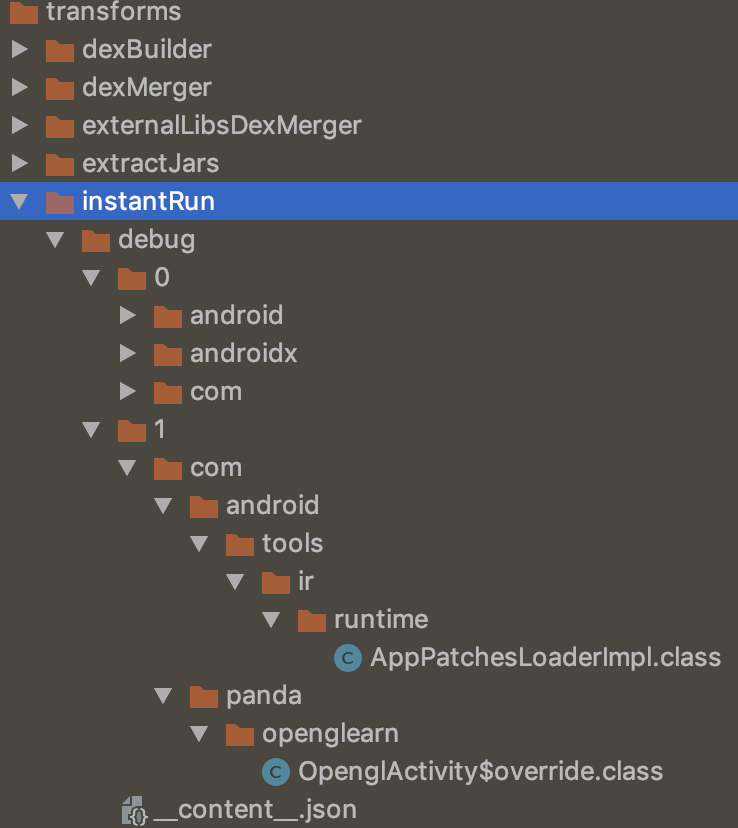 transforms
dexBuilder
dexMerger
externalLibsDexMerger
extractJars
instantRun
debug
0
android
androidx
com
1
com
android
tools
ir
runtime
AppPatchesLoaderImpl.class
panda
openglearn
OpenglActivity$override.class
__content__.json